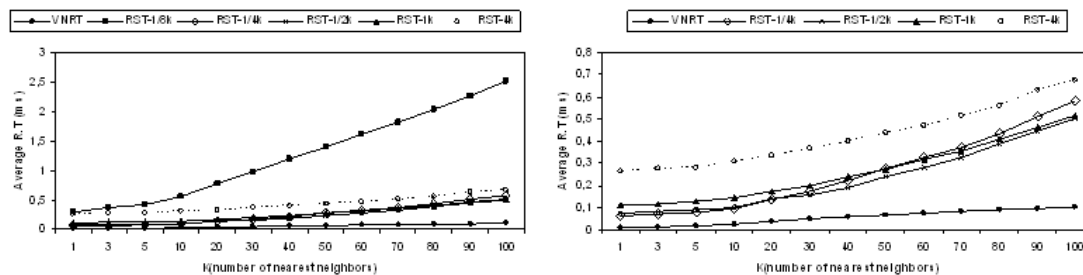 VNRT RST-1/8k RST-1/4k RST-1/2k RST-1k RST-4k
Average R.T (ms)
3
2,5
2
1,5
1
0,5
0
1 3 5 10 20 30 40 50 60 70 80 90 100
K(number of nearest neighbors)
VNRT RST-1/4k RST-1/2k RST-1k RST-4k
Average R.T (ms)
0,8
0,7
0,6
0,5
0,4
0,3
0,2
0,1
0
1 3 5 10 20 30 40 50 60 70 80 90 100
K(number of nearest neighbors)